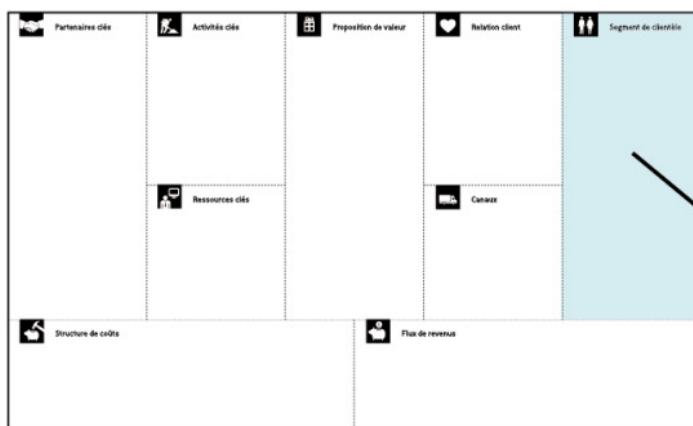 Partenaires clés
Activités clés
Proposition de valeur
Relation client
Segment de clientèle
Ressources clés
Canaux
Structure de coûts
Flux de revenus